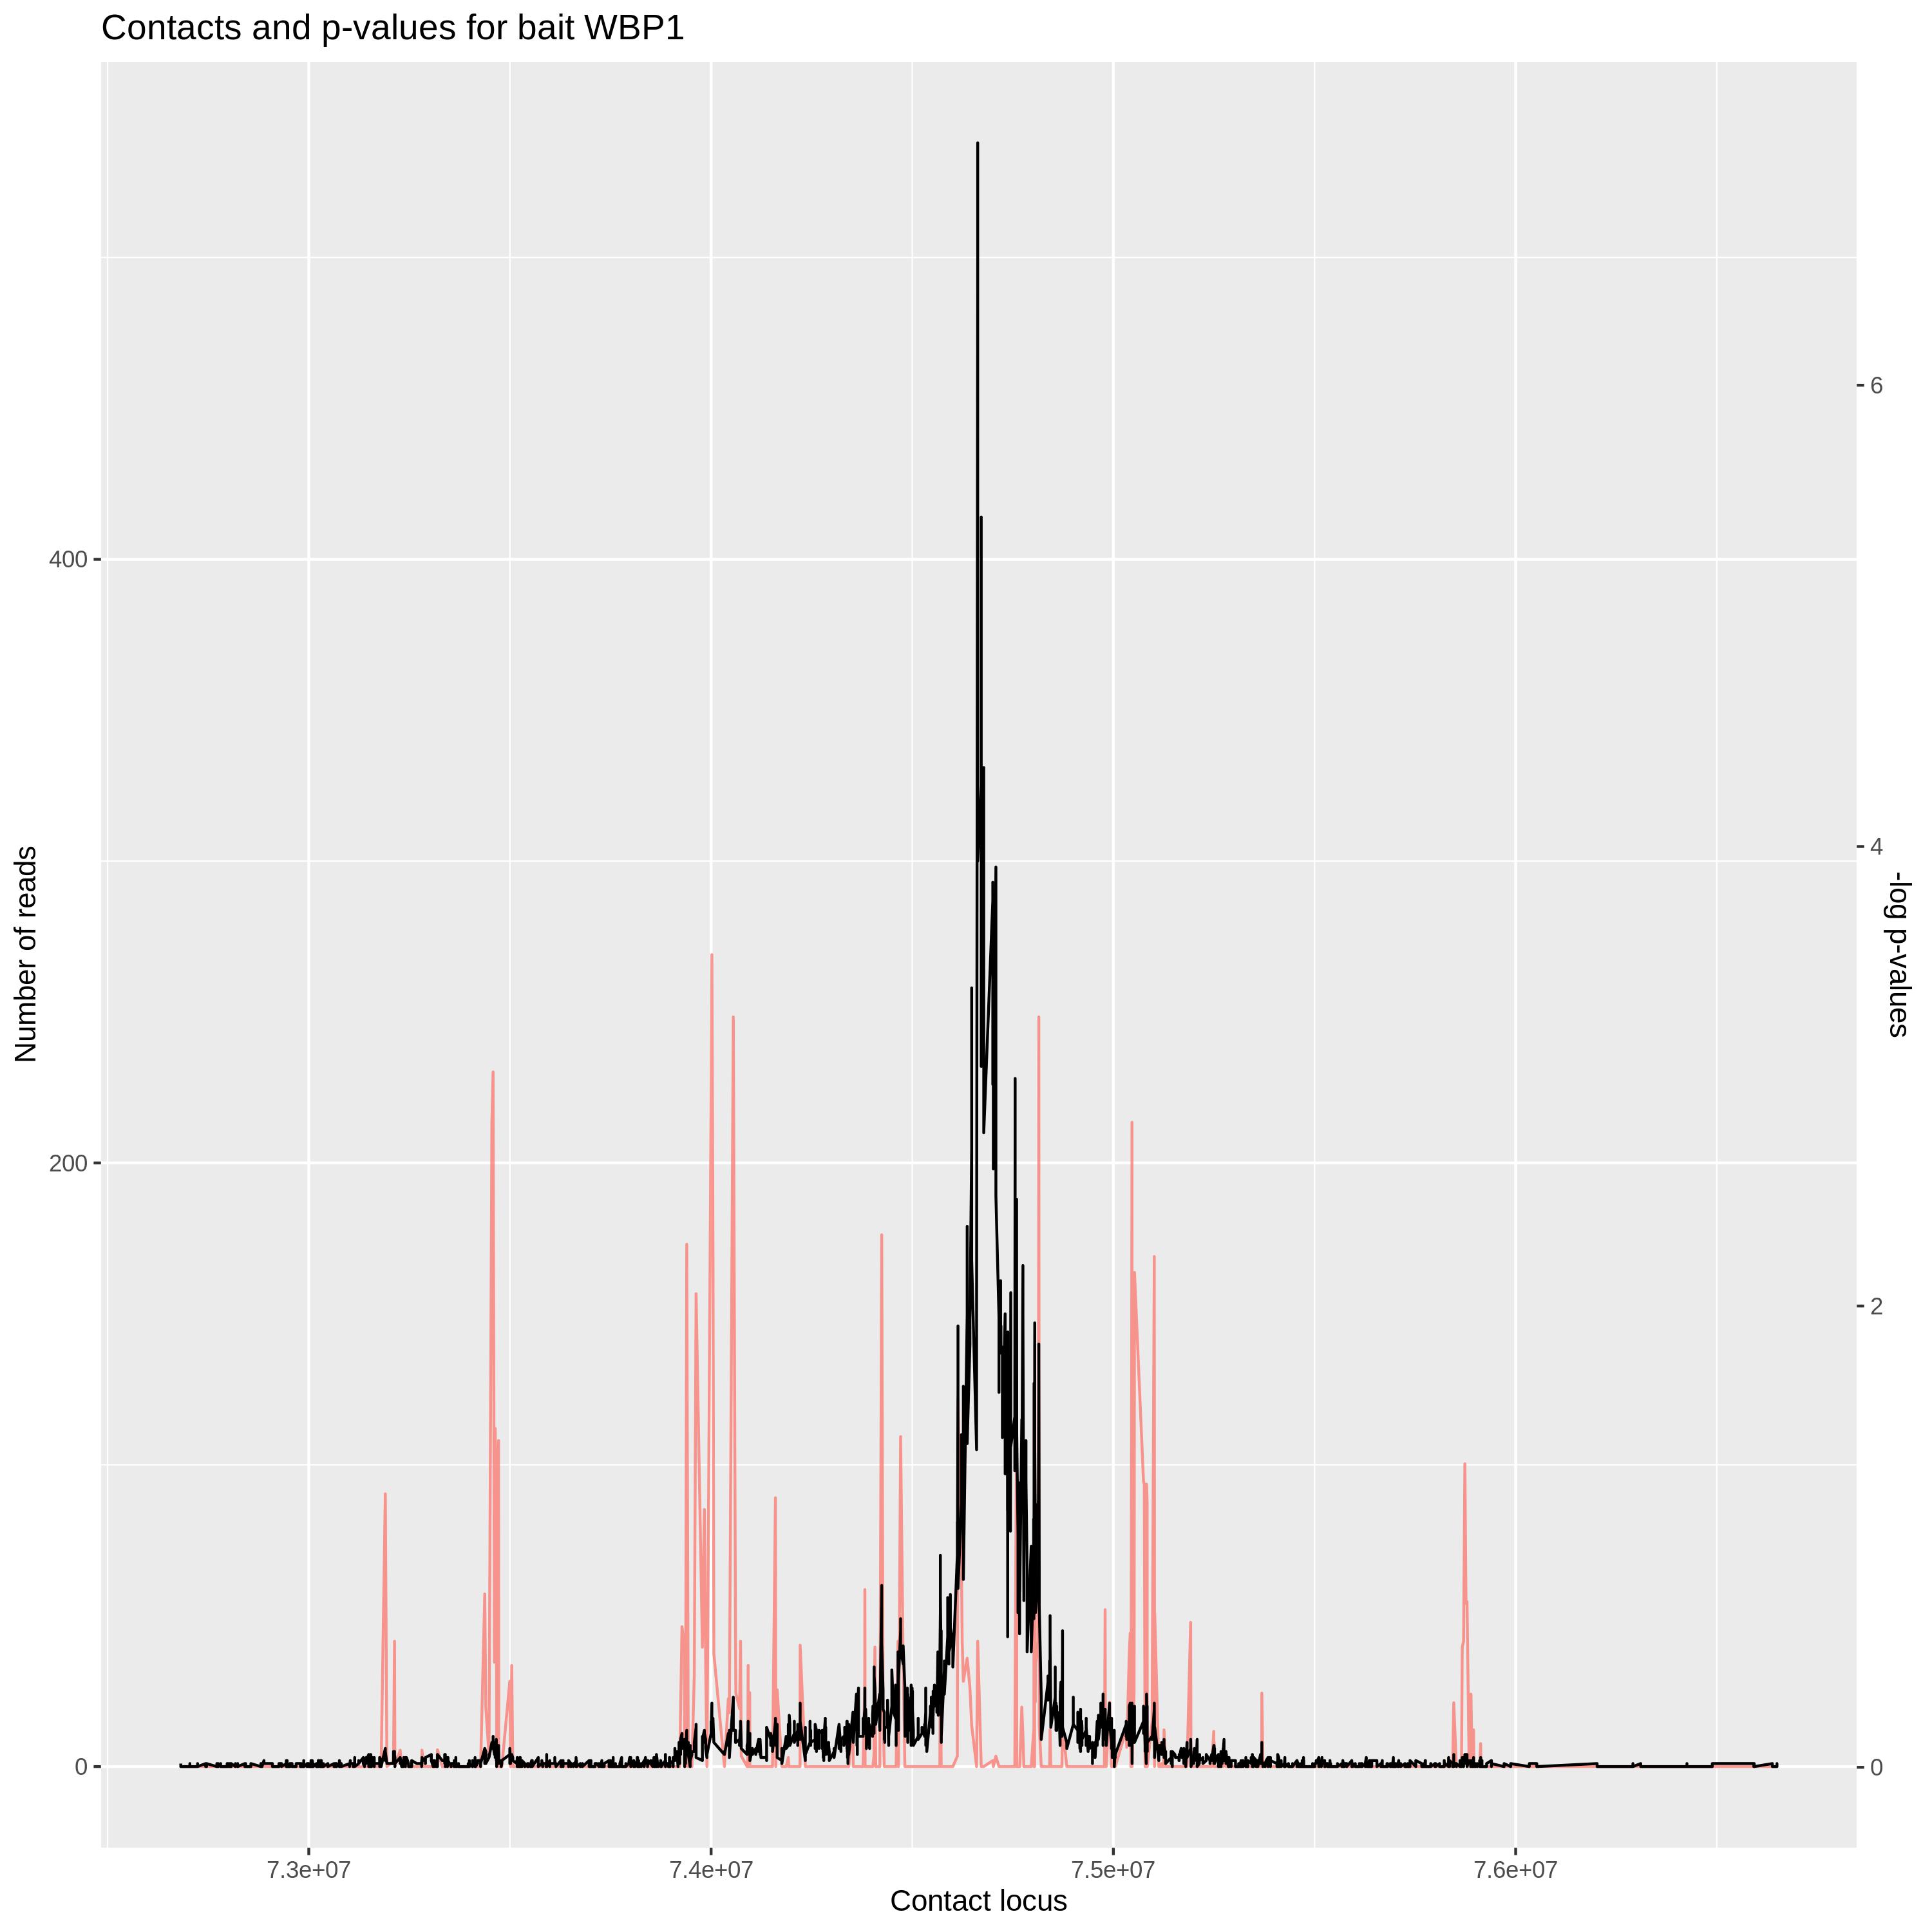 Contacts and p-values for bait WBP1
Number of reads
400
200
0
6
4
2
0
-log p-values
7.3e+07
7.4e+07
7.5e+07
7.6e+07
Contact locus